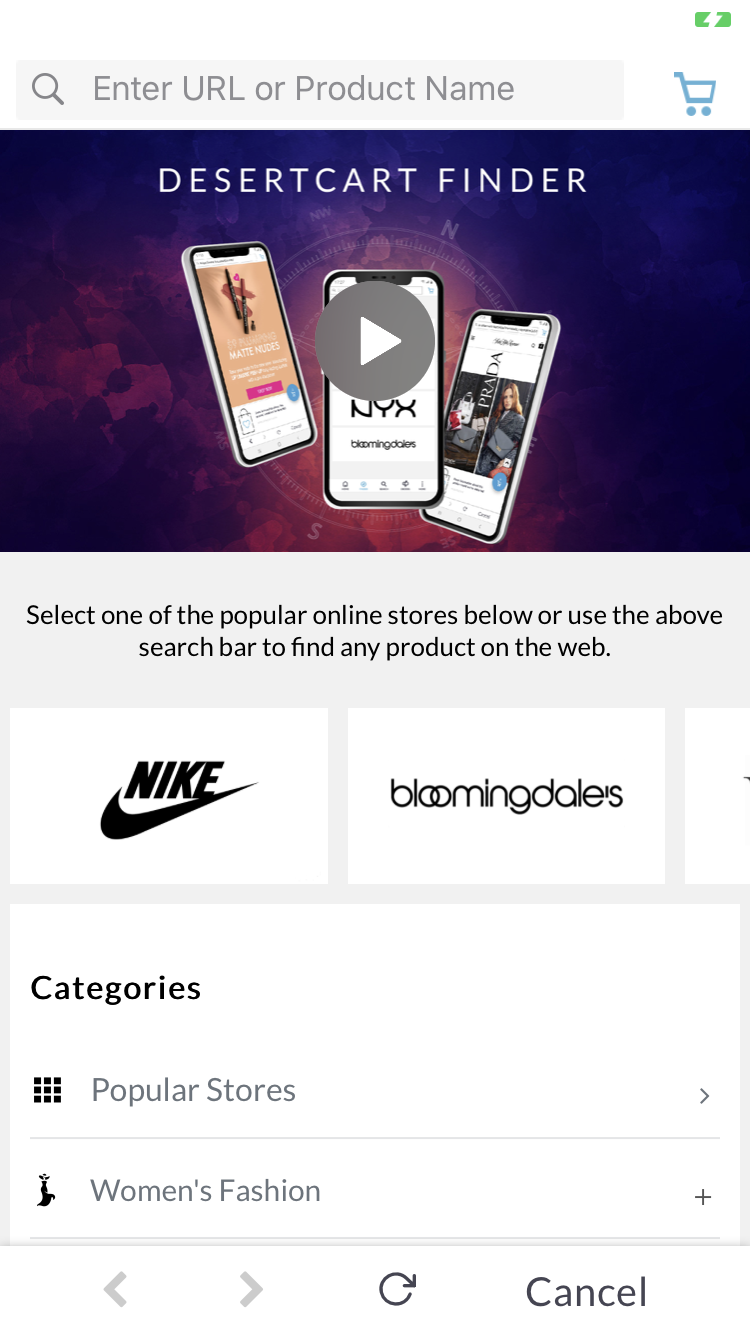 Enter URL or Product Name
DESERTCART FINDER
NW
N
MATTE NUDES
PRADA
NYX
bloomingdale's
S
SE
Select one of the popular online stores below or use the above
search bar to find any product on the web.
NIKE
bloomingdale's
Categories
Popular Stores
Women's Fashion
Cancel